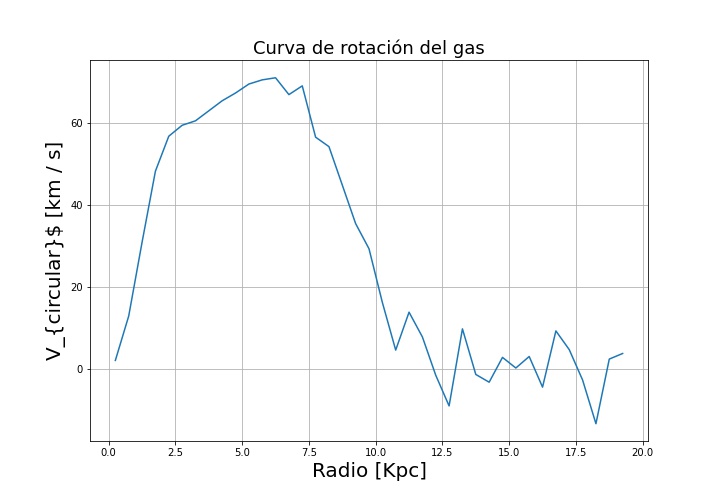 Curva de rotación del gas
V_{circular}$ [km / s]
60
40
20
0
0.0 2.5 5.0 7.5 10.0 12.5 15.0 17.5 20.0
Radio [Kpc]